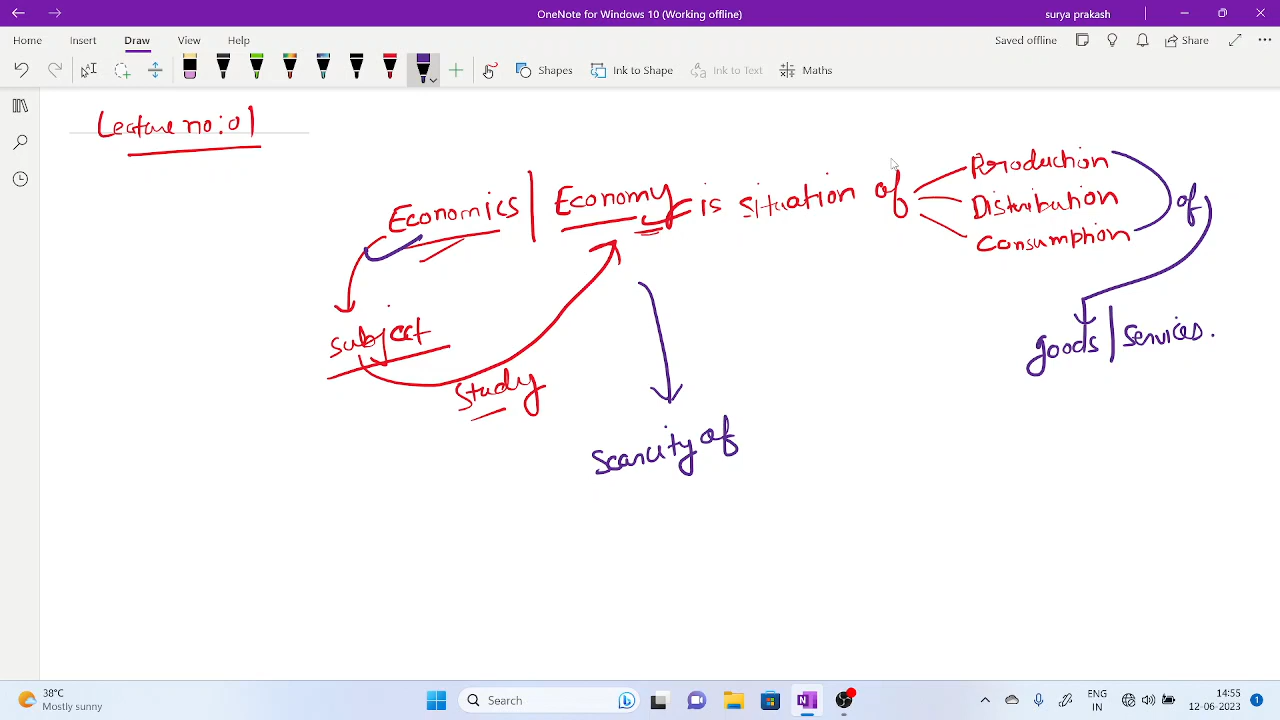 OneNote for Windows 10 (Working offline)
surya prakash
Home Insert Draw View Help
Saved offline
Share
Shapes Ink to Shape Ink to Text Maths
Lecture no:01
Economics | Economy is situation of
Production
Distribution
Consumption
of
goods | services.
subject
study
Scarcity of
38°C
Mostly sunny
Search
ENG
IN
14:55
12-06-2023
1